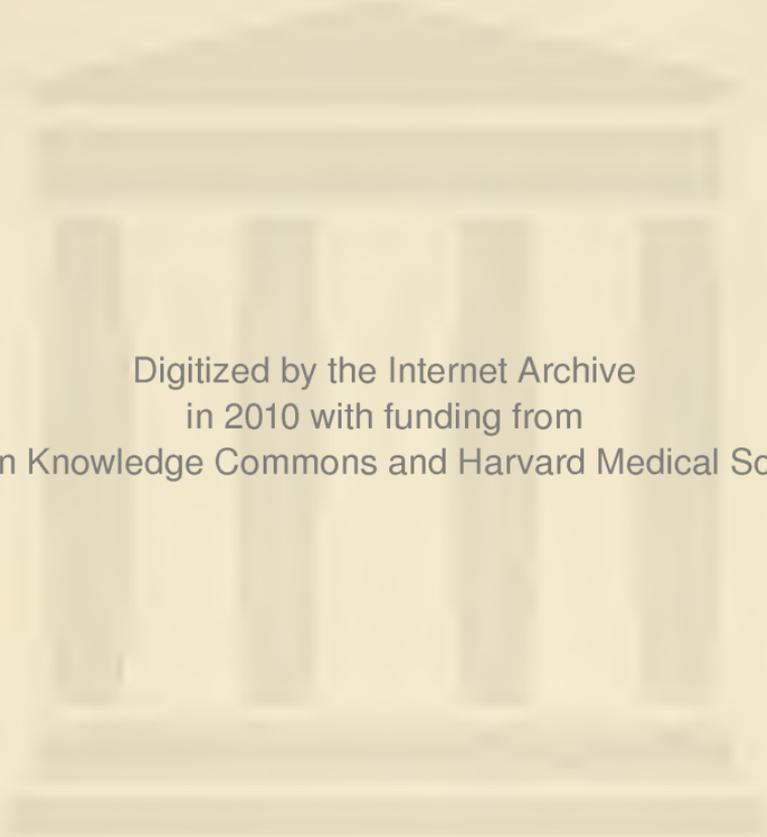 Digitized by the Internet Archive
in 2010 with funding from
Knowledge Commons and Harvard Medical